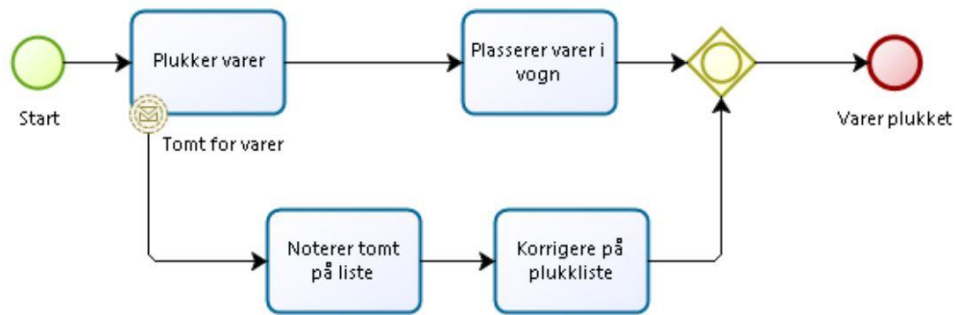 Plukker varer
Plasserer varer i
vogn
Start
Tomt for varer
Varer plukket
Noterer tomt
på liste
Korrigere på
plukkliste